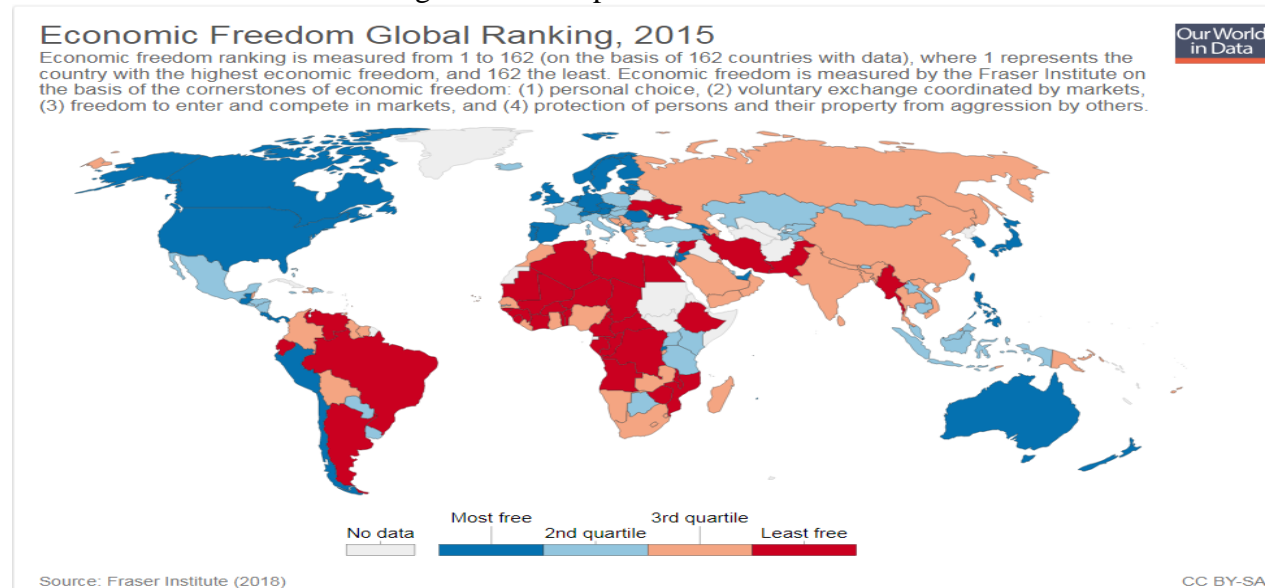 Economic Freedom Global Ranking, 2015
Our World
in Data
Economic freedom ranking is measured from 1 to 162 (on the basis of 162 countries with data), where 1 represents the
country with the highest economic freedom, and 162 the least. Economic freedom is measured by the Fraser Institute on
the basis of the cornerstones of economic freedom: (1) personal choice, (2) voluntary exchange coordinated by markets,
(3) freedom to enter and compete in markets, and (4) protection of persons and their property from aggression by others.
No data
Most free
2nd quartile
3rd quartile
Least free
Source: Fraser Institute (2018)
CC BY-SA